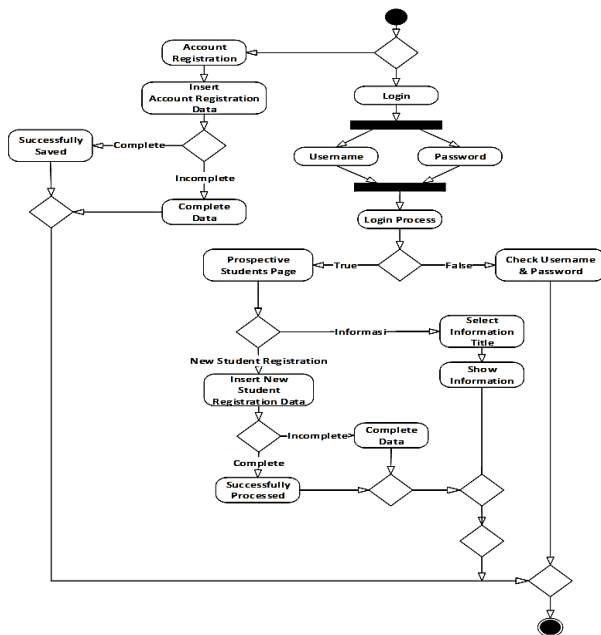 Account
Registration
Insert
Account Registration
Data
Login
Successfully
Saved
Complete
Username
Password
Incomplete
Complete
Data
Login Process
Prospective
Students Page
True
False
Check Username
& Password
Informasi
Select
Information
Title
New Student Registration
Show
Information
Insert New
Student
Registration Data
Incomplete
Complete
Data
Complete
Successfully
Processed